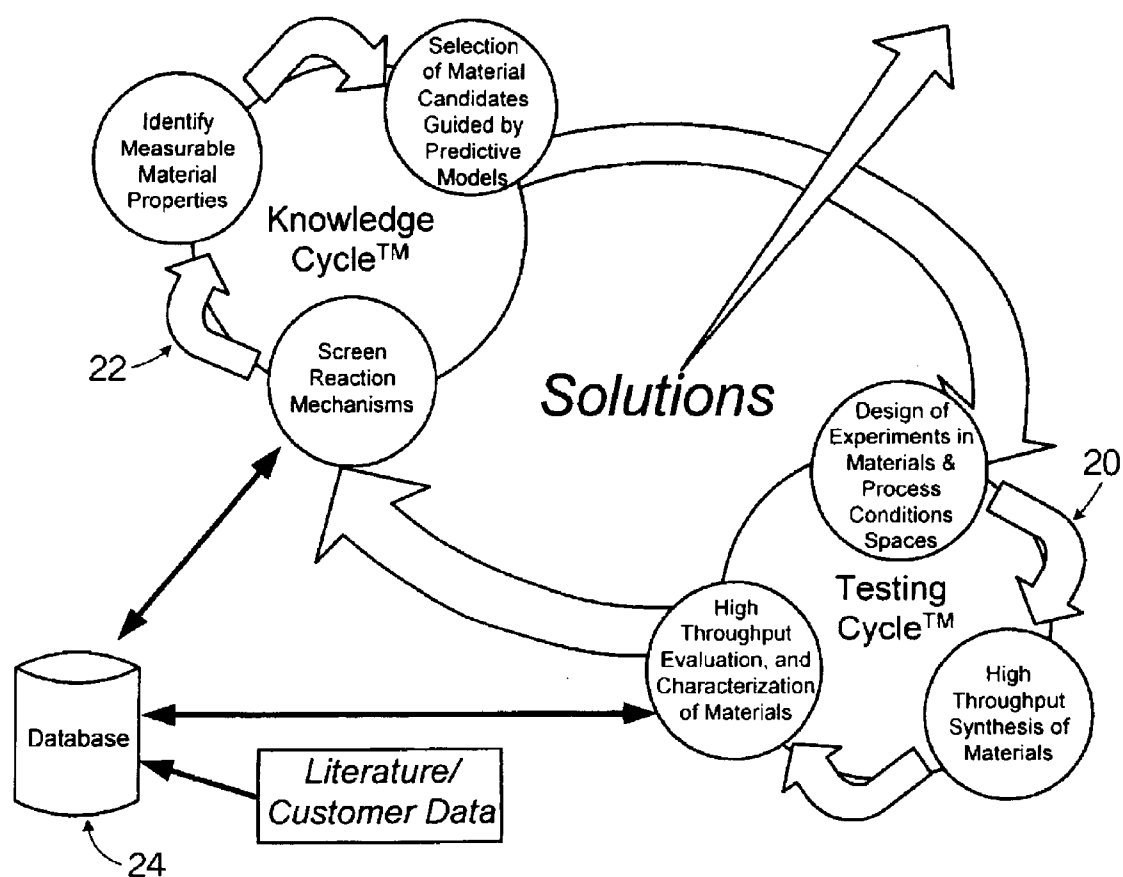 Selection
of Material
Candidates
Guided by
Predictive
Models
Identify
Measurable
Material
Properties
Knowledge
Cycle™
22
Screen
Reaction
Mechanisms
Solutions
Design of
Experiments in
Materials &
Process
Conditions
Spaces
20
Testing
Cycle™
High
Throughput
Evaluation, and
Characterization
of Materials
High
Throughput
Synthesis of
Materials
Database
Literature/
Customer Data
24